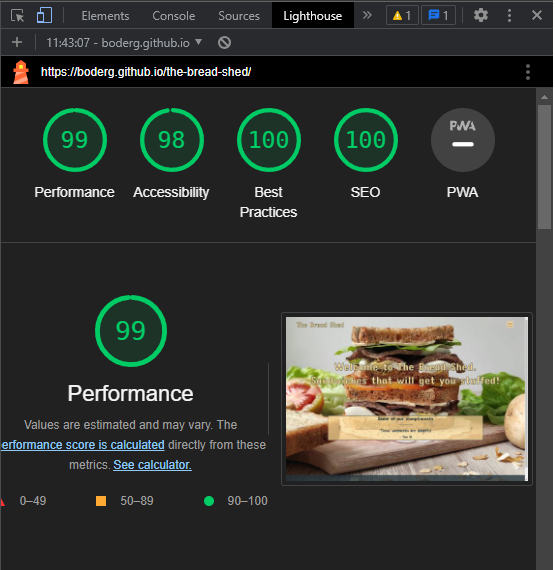 Elements Console Sources Lighthouse » 1 1
+ 11:43:07 - boderg.github.io
https://boderg.github.io/the-bread-shed/
99 98 100 100 PWA
Performance Accessibility Best Practices SEO PWA
99
Performance
Values are estimated and may vary. The
erformance score is calculated directly from these
metrics. See calculator.
0–49 50–89 90–100
The Bread Shed
Welcome to The Bread Shed.
that will get you stuffed!